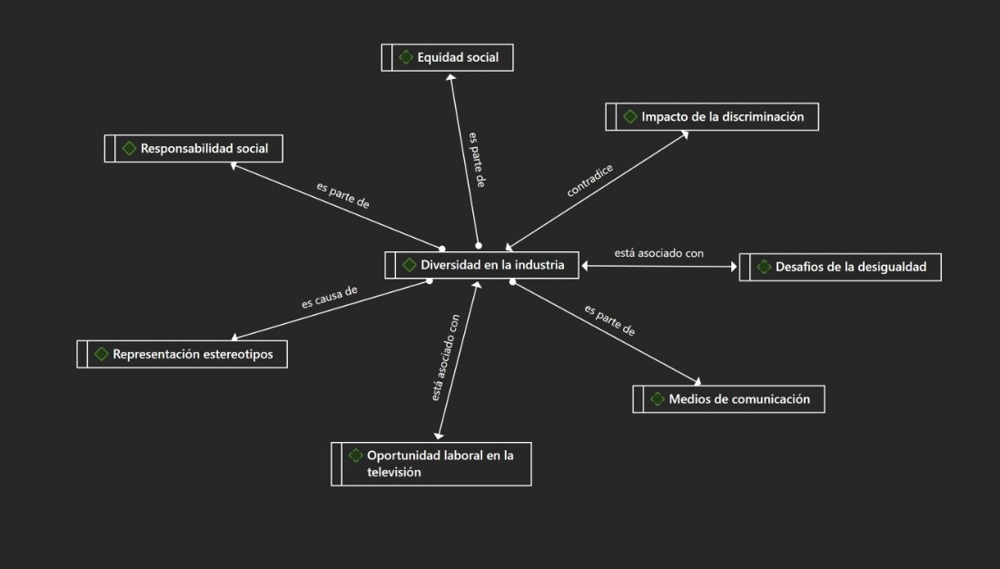 Equidad social
Impacto de la discriminación
Responsabilidad social
es parte de
es parte de
contradice
Diversidad en la industria
está asociado con
Desafios de la desigualdad
es causa de
es parte de
está asociado con
Representación estereotipos
Medios de comunicación
Oportunidad laboral en la
televisión